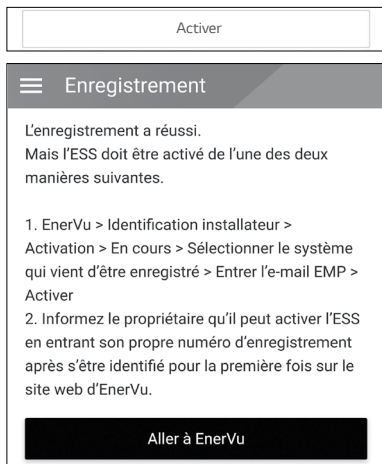 Activer
Enregistrement
L'enregistrement a réussi.
Mais l'ESS doit être activé de l'une des deux
manières suivantes.
1. EnerVu > Identification installateur >
Activation > En cours > Sélectionner le système
qui vient d'être enregistré > Entrer l'e-mail EMP >
Activer
2. Informez le propriétaire qu'il peut activer l'ESS
en entrant son propre numéro d'enregistrement
après s'être identifié pour la première fois sur le
site web d'EnerVu.
Aller à EnerVu